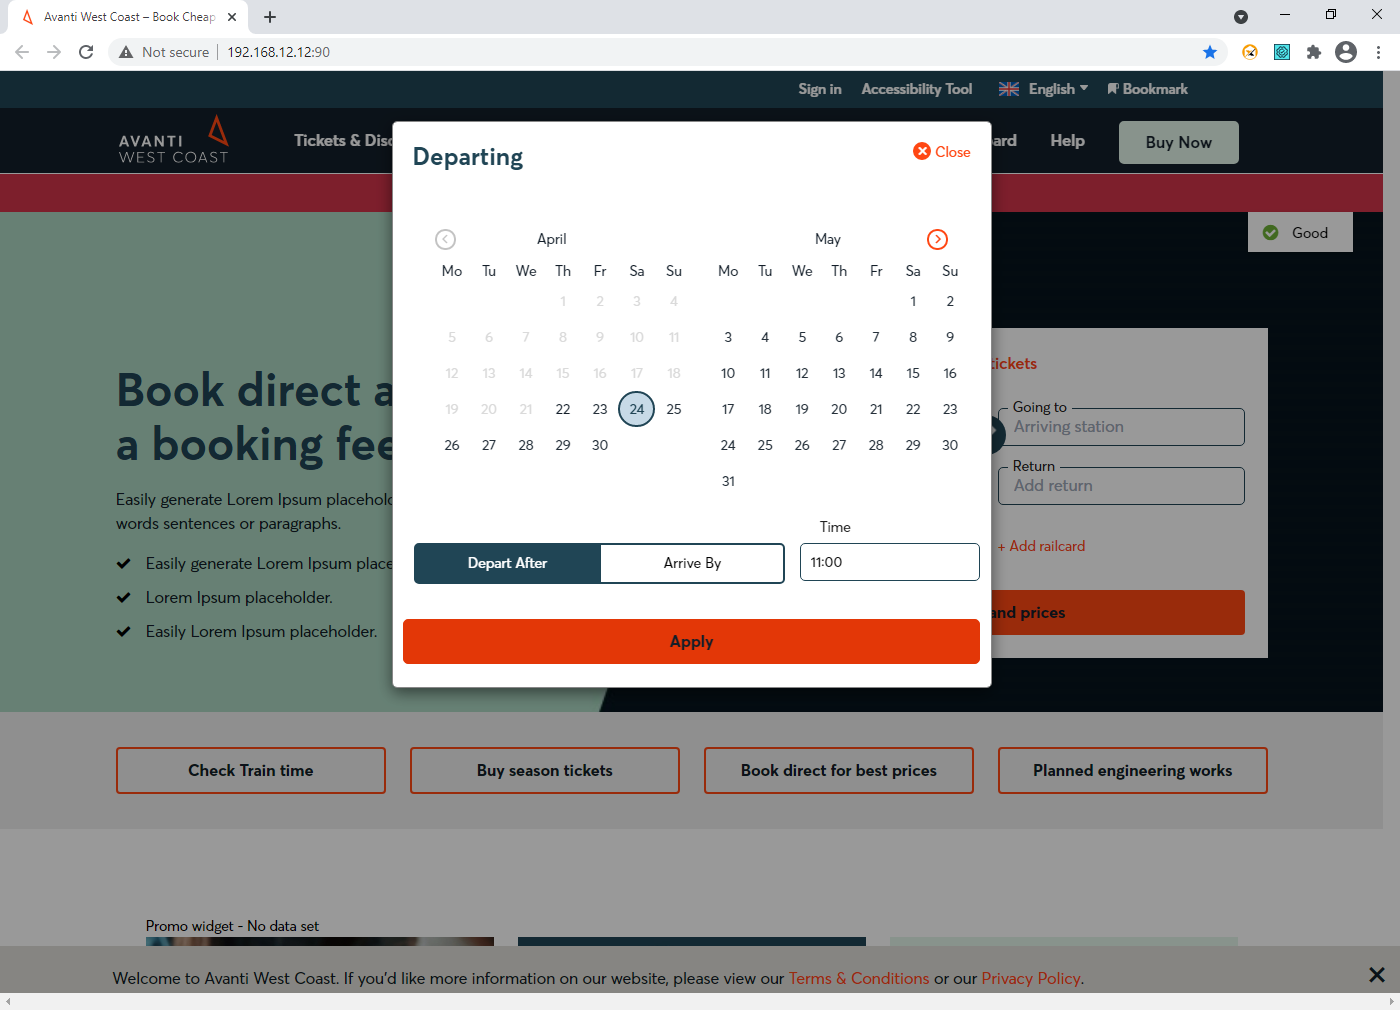 Avanti West Coast – Book Cheap
Not secure
192.168.12.12:90
Sign in
Accessibility Tool
English
Bookmark
AVANTI
WEST COAST
Tickets & Disc
ard
Help
Buy Now
Departing
Close
Good
April
May
Mo Tu We Th Fr Sa Su
Mo Tu We Th Fr Sa Su
1 2 3 4
1 2
5 6 7 8 9 10 11
3 4 5 6 7 8 9
12 13 14 15 16 17 18
10 11 12 13 14 15 16
19 20 21 22 23 24 25
17 18 19 20 21 22 23
26 27 28 29 30
24 25 26 27 28 29 30
31
Time
Depart After
Arrive By
11:00
Apply
Book direct a
a booking fee
Easily generate Lorem Ipsum placehold
words sentences or paragraphs.
Easily generate Lorem Ipsum place
Lorem Ipsum placeholder.
Easily Lorem Ipsum placeholder.
tickets
Going to
Arriving station
Return
Add return
+ Add railcard
and prices
Check Train time
Buy season tickets
Book direct for best prices
Planned engineering works
Promo widget - No data set
Welcome to Avanti West Coast. If you'd like more information on our website, please view our Terms & Conditions or our Privacy Policy.